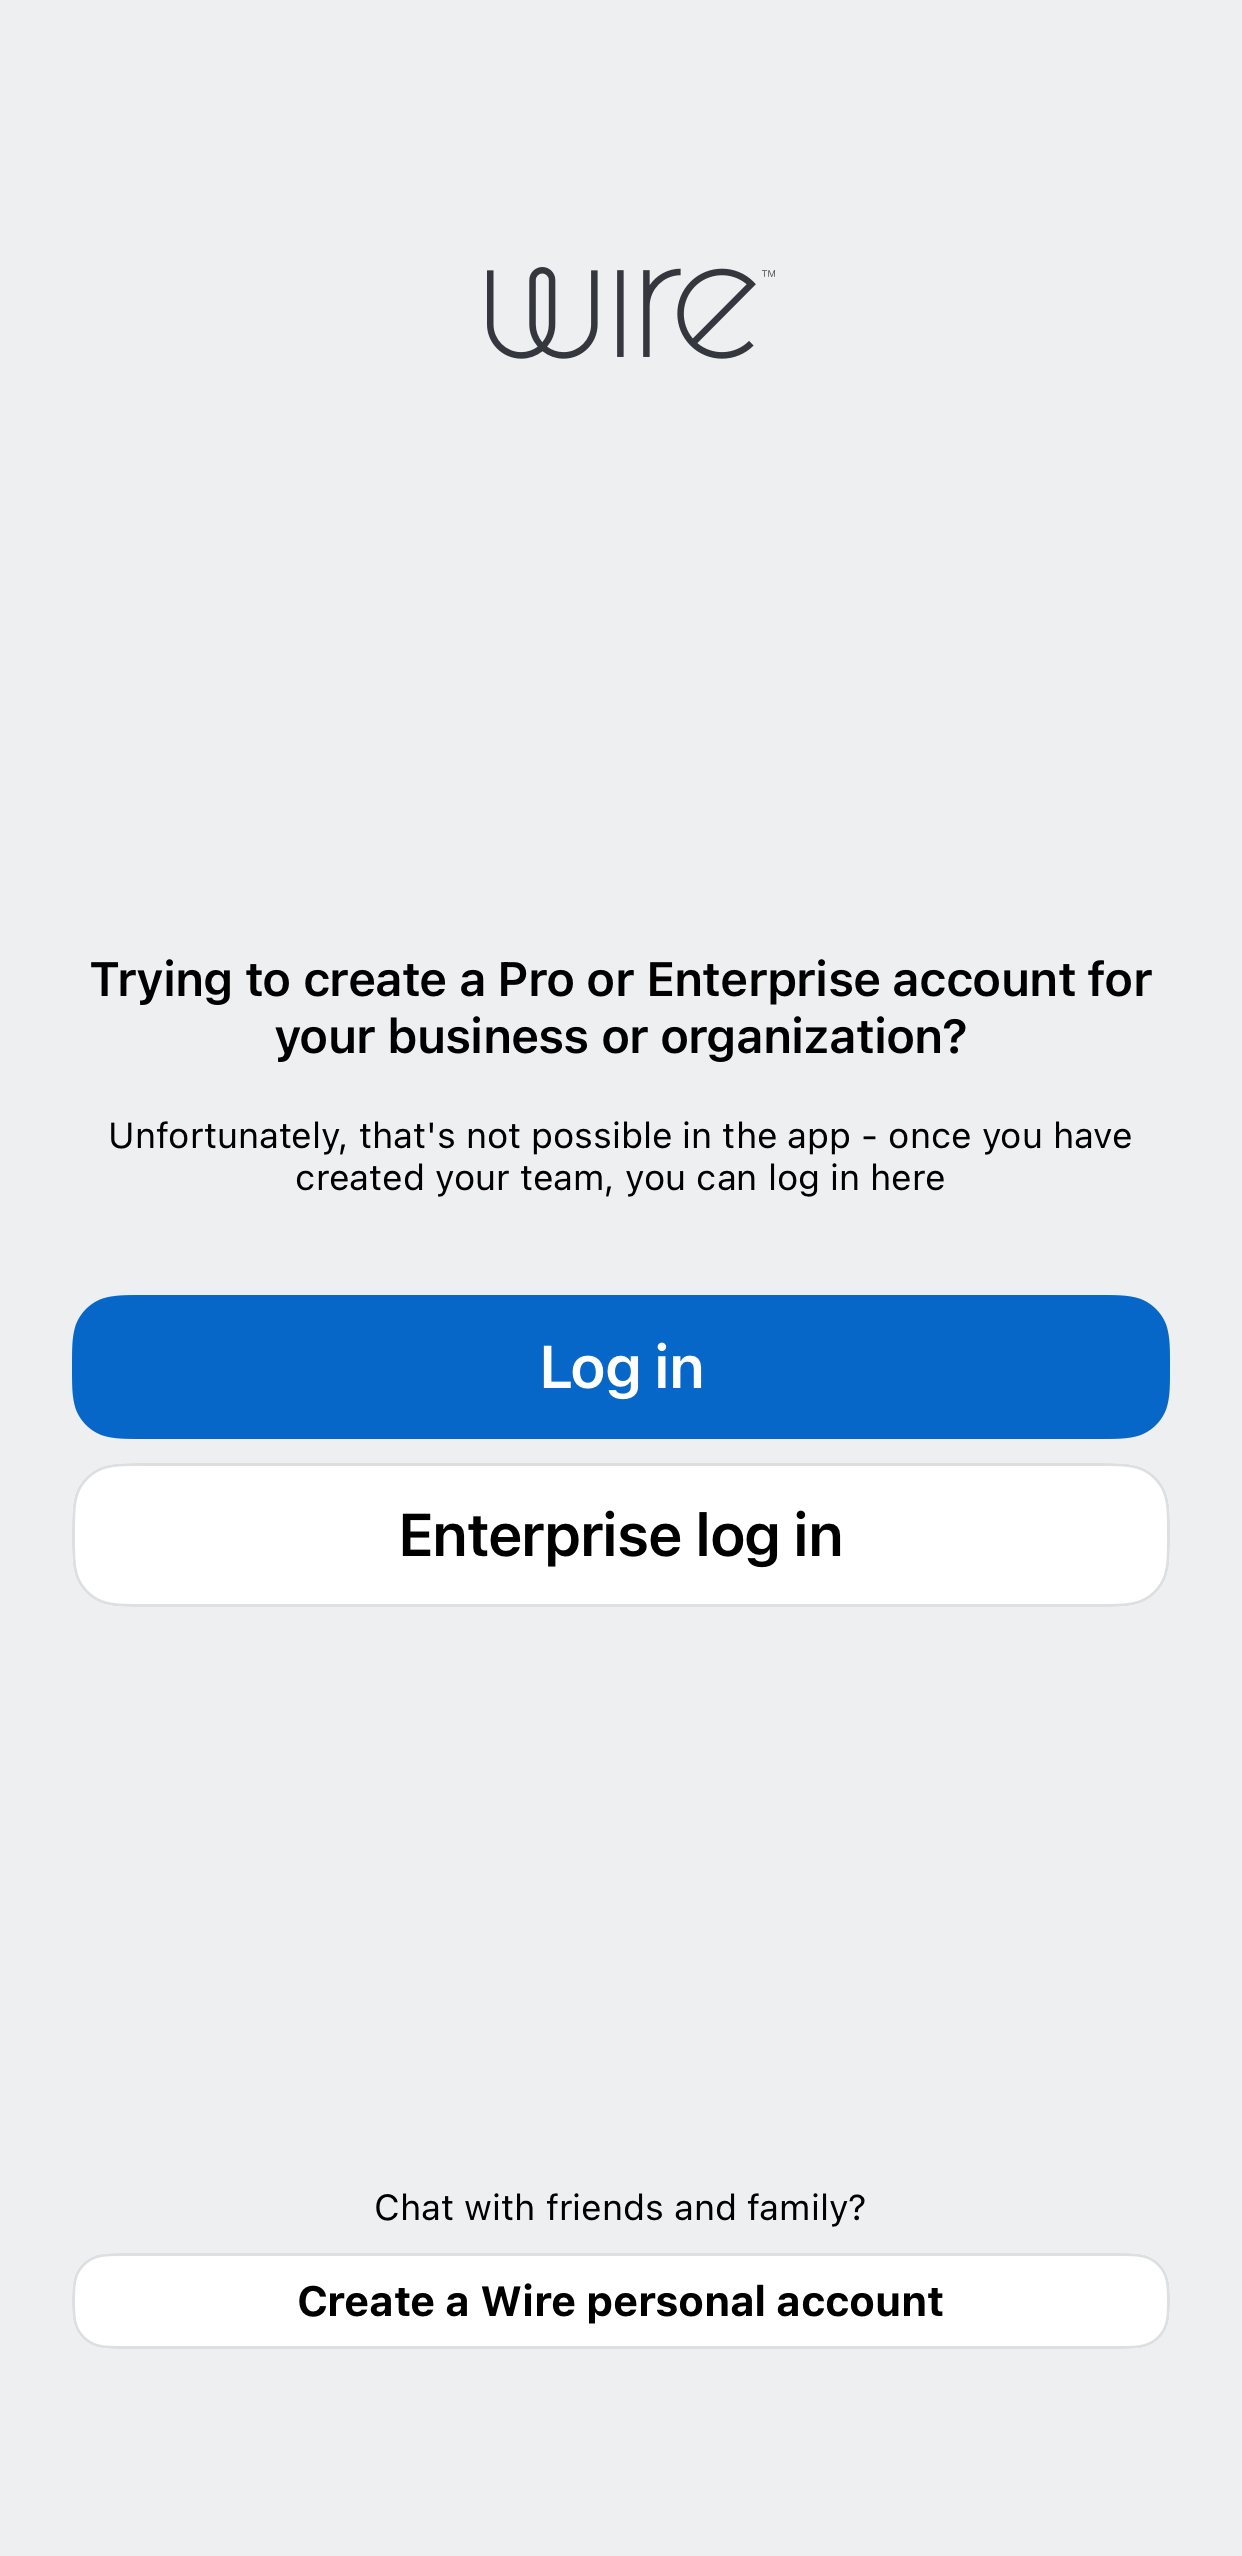 wire™
Trying to create a Pro or Enterprise account for
your business or organization?
Unfortunately, that's not possible in the app - once you have
created your team, you can log in here
Log in
Enterprise log in
Chat with friends and family?
Create a Wire personal account